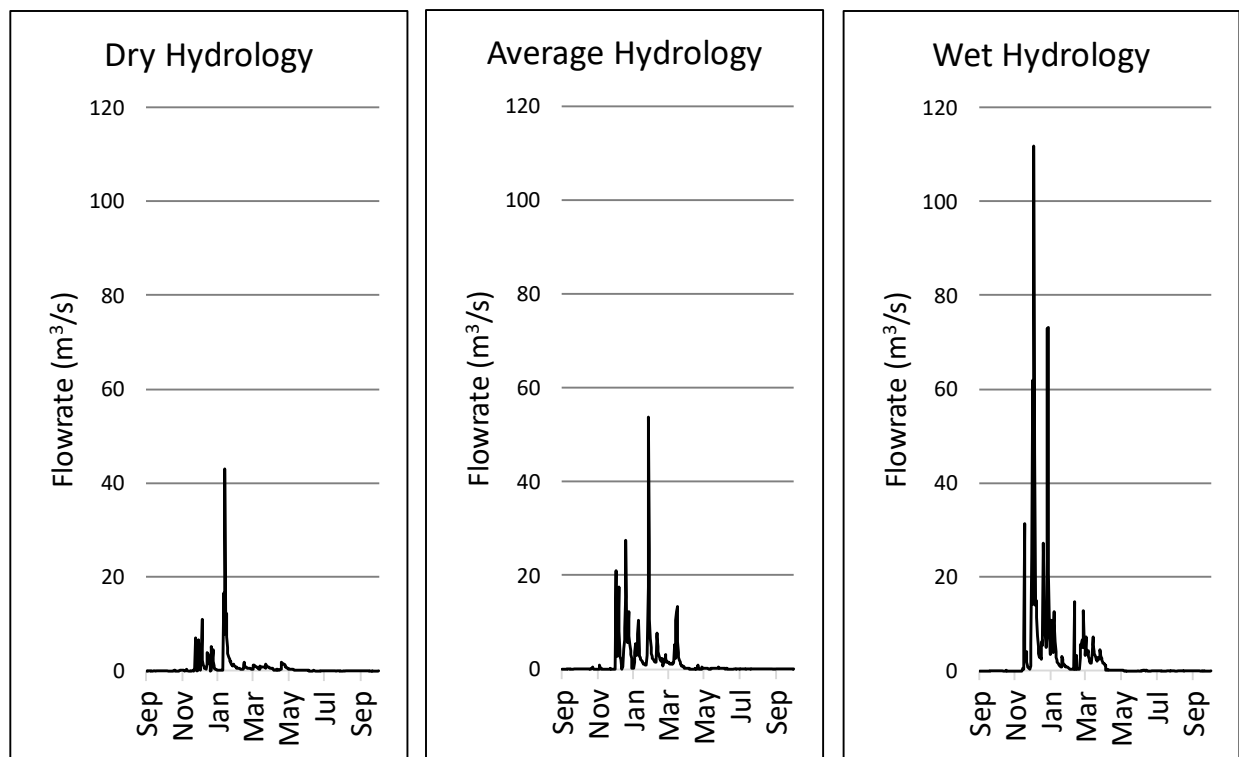 Dry Hydrology
120
100
80
60
40
20
0
Flowrate (m³/s)
Sep
Nov
Jan
Mar
May
Jul
Sep
Average Hydrology
120
100
80
60
40
20
0
Flowrate (m³/s)
Sep
Nov
Jan
Mar
May
Jul
Sep
Wet Hydrology
120
100
80
60
40
20
0
Flowrate (m³/s)
Sep
Nov
Jan
Mar
May
Jul
Sep